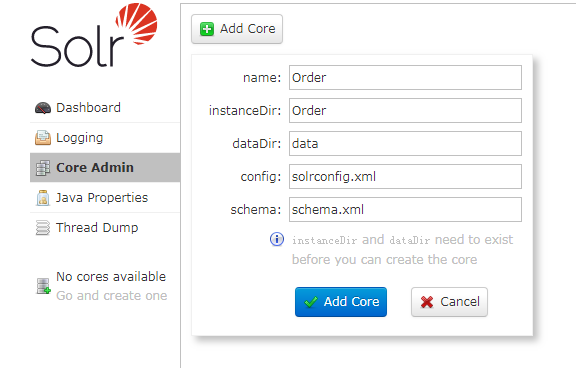 Solr
Dashboard
Logging
Core Admin
Java Properties
Thread Dump
No cores available
Go and create one
Add Core
name: Order
instanceDir: Order
dataDir: data
config: solrconfig.xml
schema: schema.xml
instanceDir and dataDir need to exist
before you can create the core
Add Core Cancel